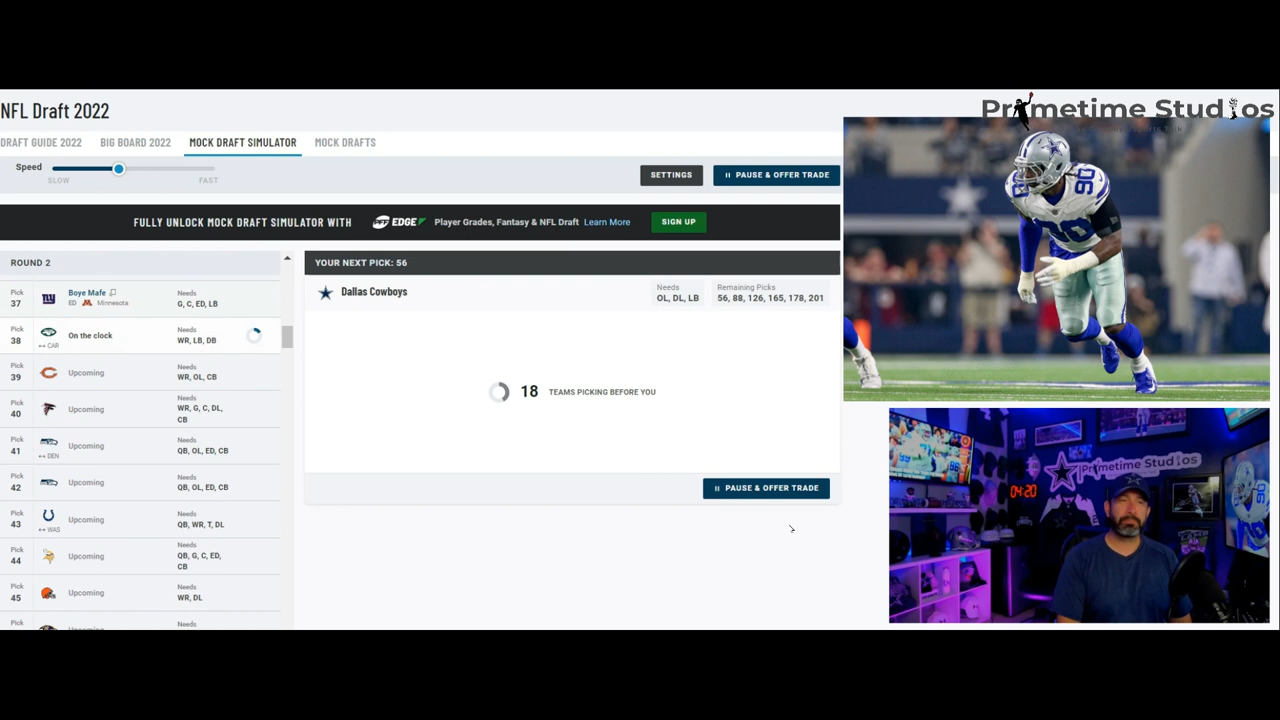 NFL Draft 2022
Primetime Studios
DRAFT GUIDE 2022 BIG BOARD 2022 MOCK DRAFT SIMULATOR MOCK DRAFTS
Speed
SLOW FAST
SETTINGS
PAUSE & OFFER TRADE
FULLY UNLOCK MOCK DRAFT SIMULATOR WITH PFF EDGE Player Grades, Fantasy & NFL Draft Learn More SIGN UP
ROUND 2
Pick 37 Boye Mafe Needs
ED Minnesota G, C, ED, LB
Pick 38 On the clock Needs
↔ CAR WR, LB, DB
Pick 39 Upcoming Needs
WR, OL, CB
Pick 40 Upcoming Needs
WR, G, C, DL,
CB
Pick 41 Upcoming Needs
↔ DEN QB, OL, ED, CB
Pick 42 Upcoming Needs
QB, OL, ED, CB
Pick 43 Upcoming Needs
↔ WAS QB, WR, T, DL
Pick 44 Upcoming Needs
QB, G, C, ED,
CB
Pick 45 Upcoming Needs
WR, DL
Pick
YOUR NEXT PICK: 56
Dallas Cowboys
Needs
OL, DL, LB
Remaining Picks
56, 88, 126, 165, 178, 201
18 TEAMS PICKING BEFORE YOU
PAUSE & OFFER TRADE
90
Primetime Studios
04:20
90